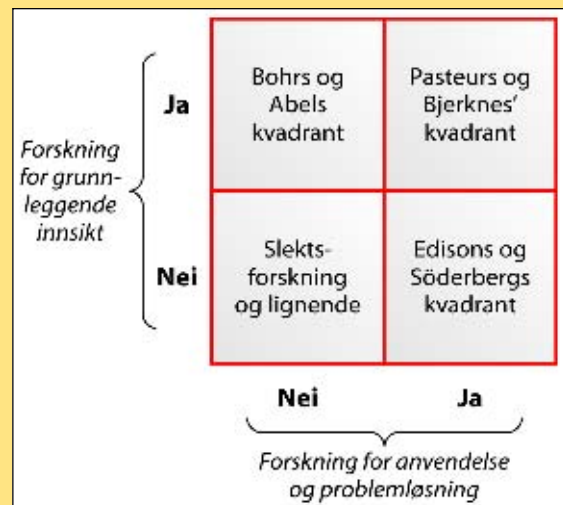 Forskning
for grunn-
leggende
innsikt
Ja
Bohrs og
Abels
kvadrant
Pasteurs og
Bjerknes'
kvadrant
Nei
Slekts-
forskning
og lignende
Edisons og
Söderbergs
kvadrant
Nei
Ja
Forskning for anvendelse
og problemløsning